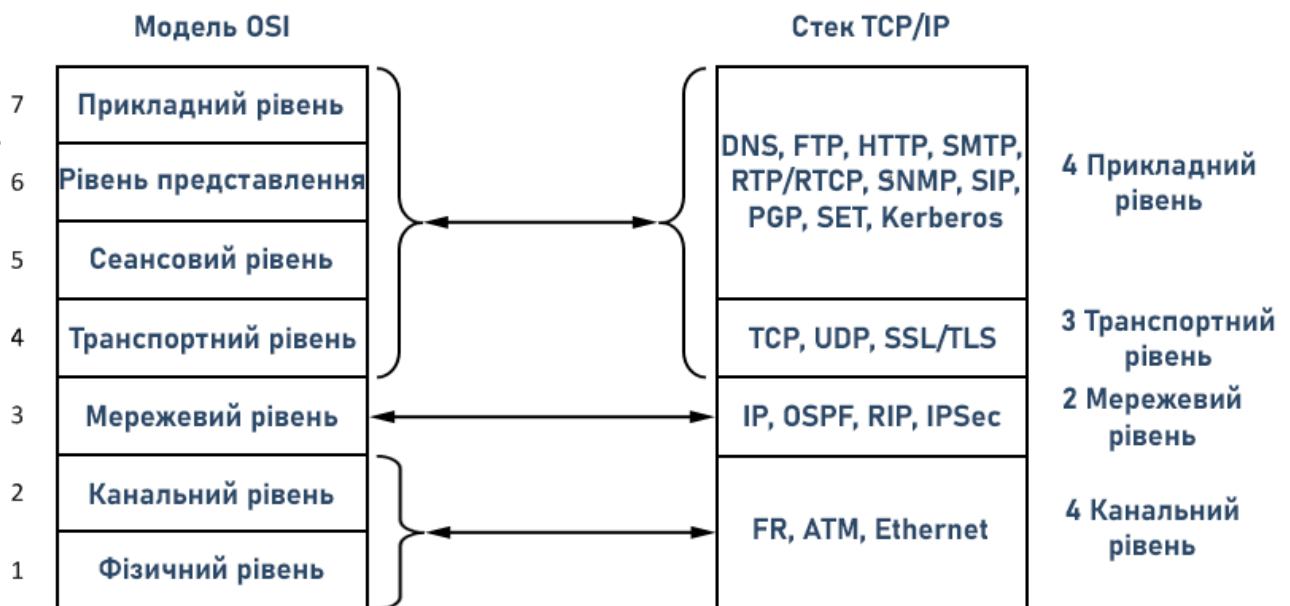 Модель OSI
Стек TCP/IP
7
Прикладний рівень
6
Рівень представлення
5
Сеансовий рівень
4
Транспортний рівень
3
Мережевий рівень
2
Канальний рівень
1
Фізичний рівень
DNS, FTP, HTTP, SMTP,
RTP/RTCP, SNMP, SIP,
PGP, SET, Kerberos
4 Прикладний
рівень
TCP, UDP, SSL/TLS
3 Транспортний
рівень
IP, OSPF, RIP, IPSec
2 Мережевий
рівень
FR, ATM, Ethernet
4 Канальний
рівень